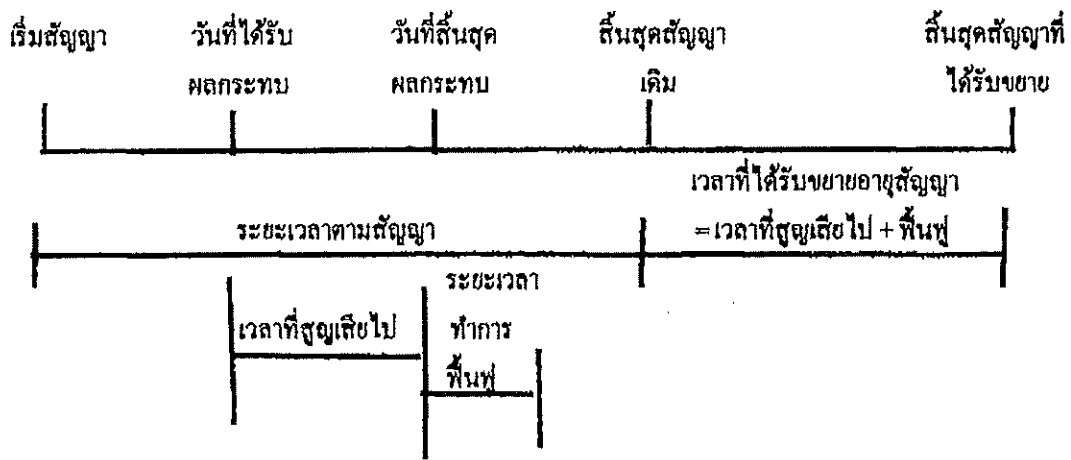 เริ่มสัญญา วันที่ได้รับ วันที่สิ้นสุด สิ้นสุดสัญญา สิ้นสุดสัญญาที่
ผลกระทบ ผลกระทบ เดิม ได้รับขยาย
เวลาที่ได้รับขยายอายุสัญญา
ระยะเวลาตามสัญญา =เวลาที่สูญเสียไป + ฟื้นฟู
ระยะเวลา
เวลาที่สูญเสียไป ทำการ
ฟื้นฟู